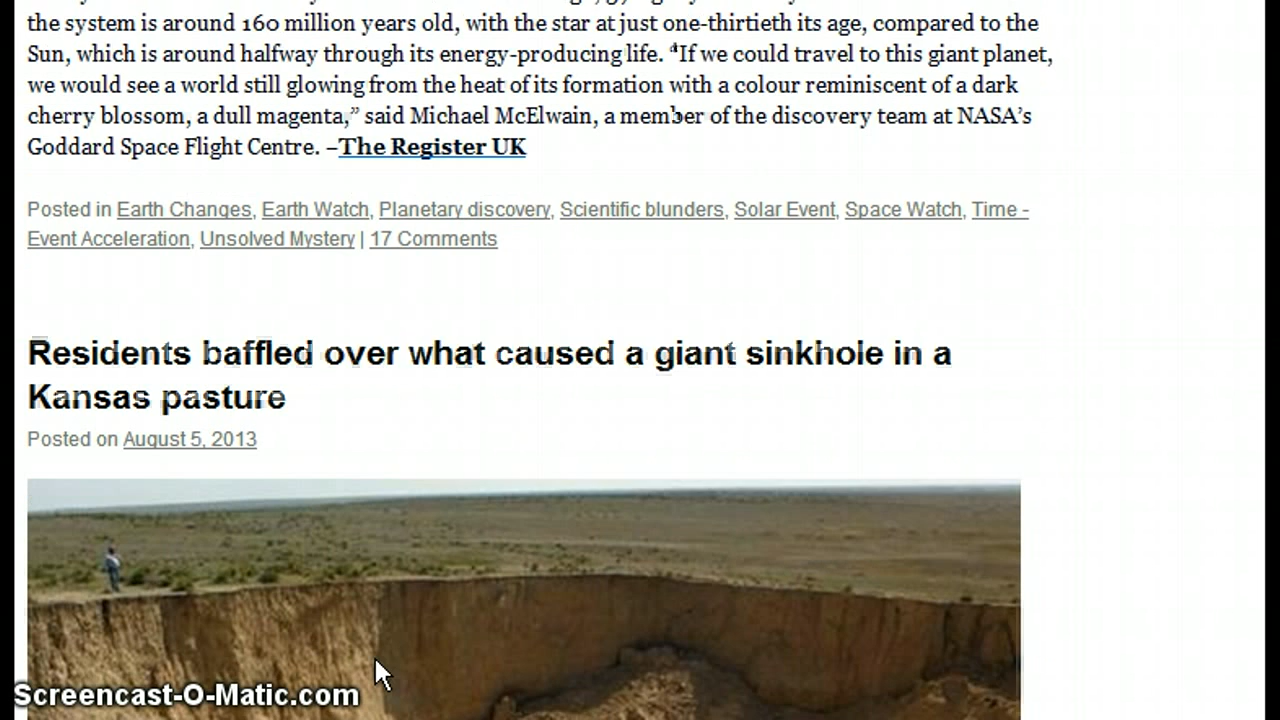 the system is around 160 million years old, with the star at just one-thirtieth its age, compared to the
Sun, which is around halfway through its energy-producing life. “If we could travel to this giant planet,
we would see a world still glowing from the heat of its formation with a colour reminiscent of a dark
cherry blossom, a dull magenta,” said Michael McElwain, a member of the discovery team at NASA’s
Goddard Space Flight Centre. –The Register UK
Posted in Earth Changes, Earth Watch, Planetary discovery, Scientific blunders, Solar Event, Space Watch, Time -
Event Acceleration, Unsolved Mystery | 17 Comments
Residents baffled over what caused a giant sinkhole in a
Kansas pasture
Posted on August 5, 2013
Screencast-O-Matic.com